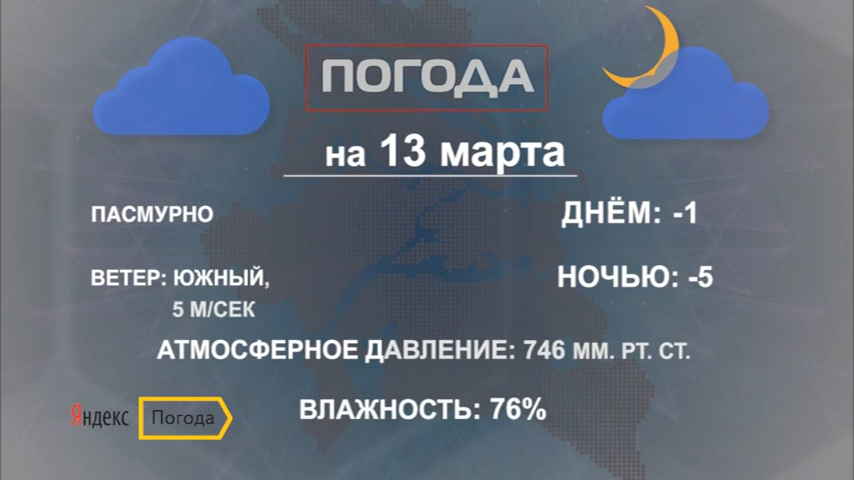 ПОГОДА
на 13 марта
ПАСМУРНО
ДНЁМ: -1
ВЕТЕР: ЮЖНЫЙ,
5 М/СЕК
НОЧЬЮ: -5
АТМОСФЕРНОЕ ДАВЛЕНИЕ: 746 ММ. РТ. СТ.
ВЛАЖНОСТЬ: 76%
Яндекс Погода